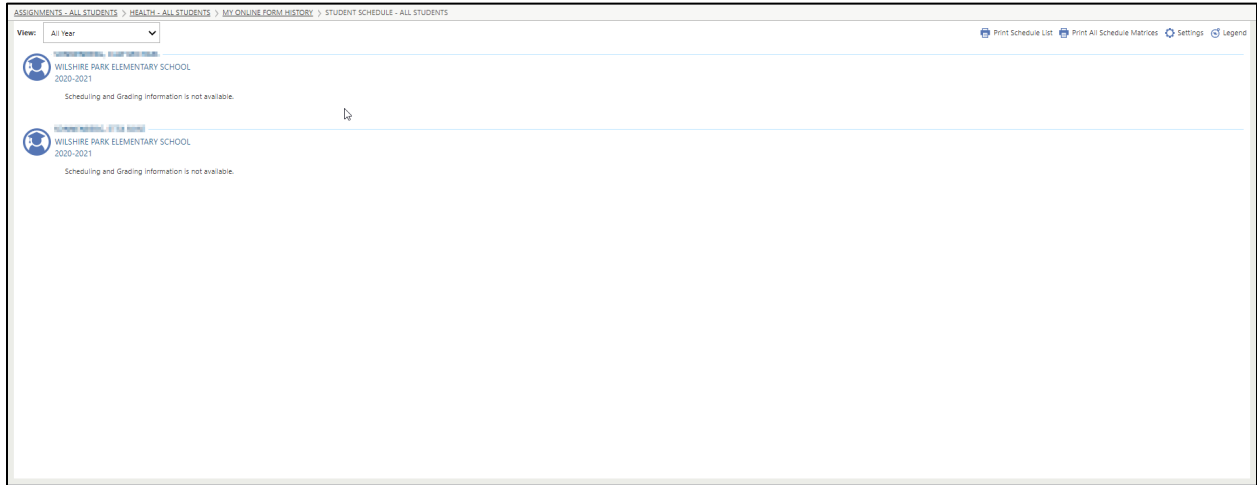 ASSIGNMENTS - ALL STUDENTS > HEALTH - ALL STUDENTS > MY ONLINE FORM HISTORY > STUDENT SCHEDULE - ALL STUDENTS
View: All Year Print Schedule List Print All Schedule Matrices Settings Legend
WILSHIRE PARK ELEMENTARY SCHOOL
2020-2021
Scheduling and Grading information is not available.
WILSHIRE PARK ELEMENTARY SCHOOL
2020-2021
Scheduling and Grading information is not available.